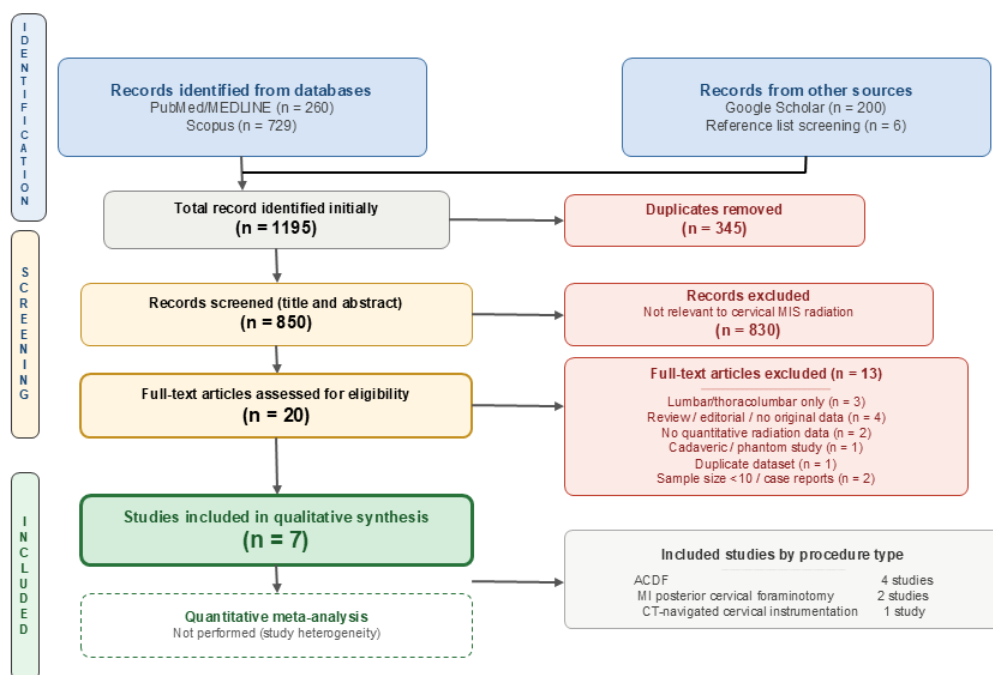 IDENTIFICATION
Records identified from databases
PubMed/MEDLINE (n = 260)
Scopus (n = 729)
Records from other sources
Google Scholar (n = 200)
Reference list screening (n = 6)
Total record identified initially
(n = 1195)
Duplicates removed
(n = 345)
SCREENING
Records screened (title and abstract)
(n = 850)
Records excluded
Not relevant to cervical MIS radiation
(n = 830)
Full-text articles assessed for eligibility
(n = 20)
Full-text articles excluded (n = 13)
Lumbar/thoracolumbar only (n = 3)
Review / editorial / no original data (n = 4)
No quantitative radiation data (n = 2)
Cadaveric / phantom study (n = 1)
Duplicate dataset (n = 1)
Sample size <10 / case reports (n = 2)
INCLUDED
Studies included in qualitative synthesis
(n = 7)
Included studies by procedure type
ACDF 4 studies
MI posterior cervical foraminotomy 2 studies
CT-navigated cervical instrumentation 1 study
Quantitative meta-analysis
Not performed (study heterogeneity)